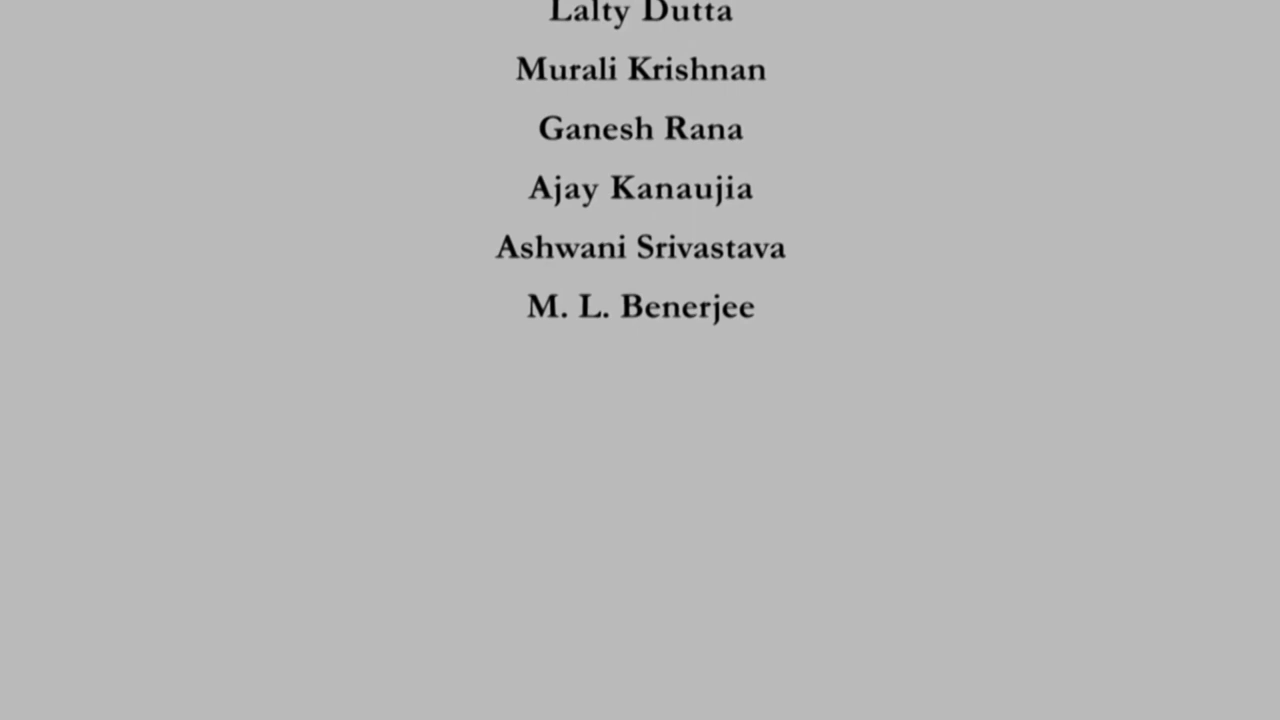 Lalty Dutta
Murali Krishnan
Ganesh Rana
Ajay Kanaujia
Ashwani Srivastava
M. L. Benerjee